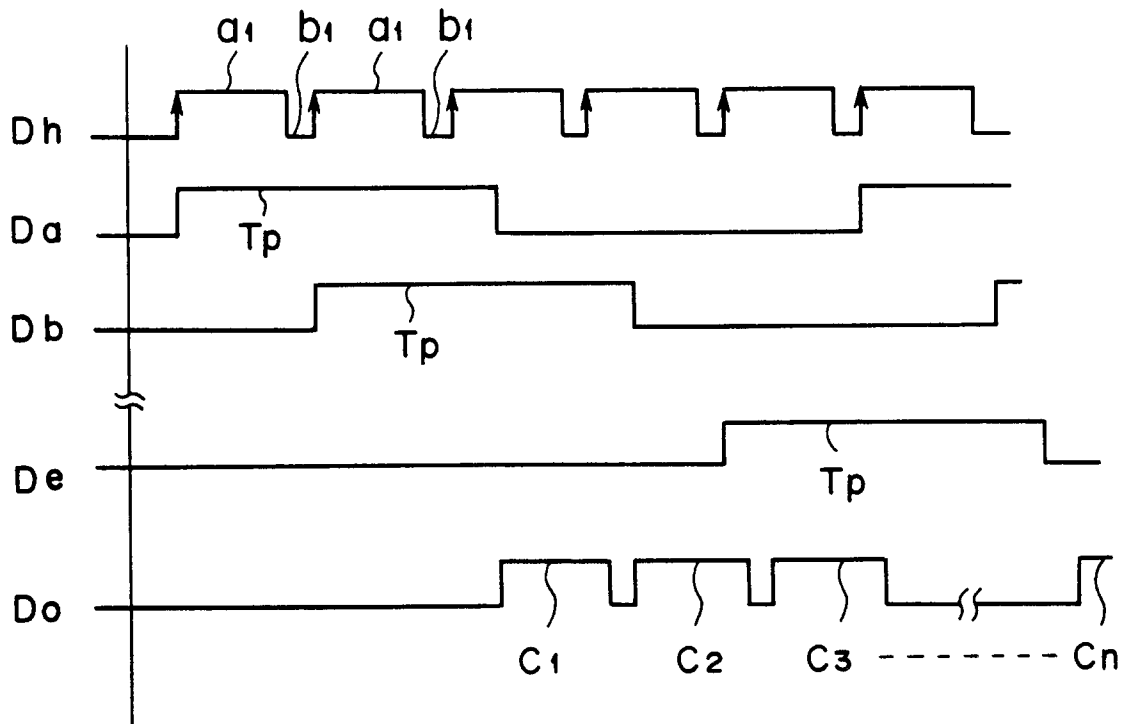 a1 b1 a1 b1
Dh
Da
Tp
Db
Tp
De
Tp
Do
C1 C2 C3 - - - - - - - Cn